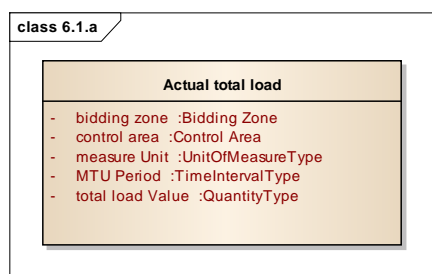 class 6.1.a
Actual total load
- bidding zone :Bidding Zone
- control area :Control Area
- measure Unit :UnitOfMeasureType
- MTU Period :TimeIntervalType
- total load Value :QuantityType